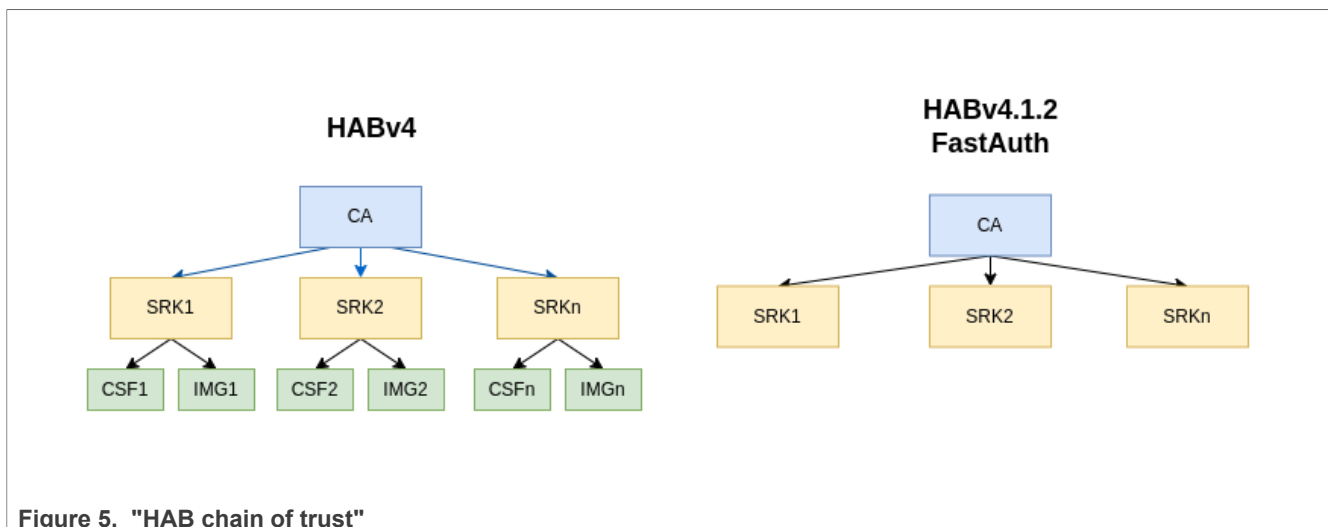 HABv4
CA
SRK1
SRK2
SRKn
CSF1
IMG1
CSF2
IMG2
CSFn
IMGn
HABv4.1.2
FastAuth
CA
SRK1
SRK2
SRKn
Figure 5. "HAB chain of trust"